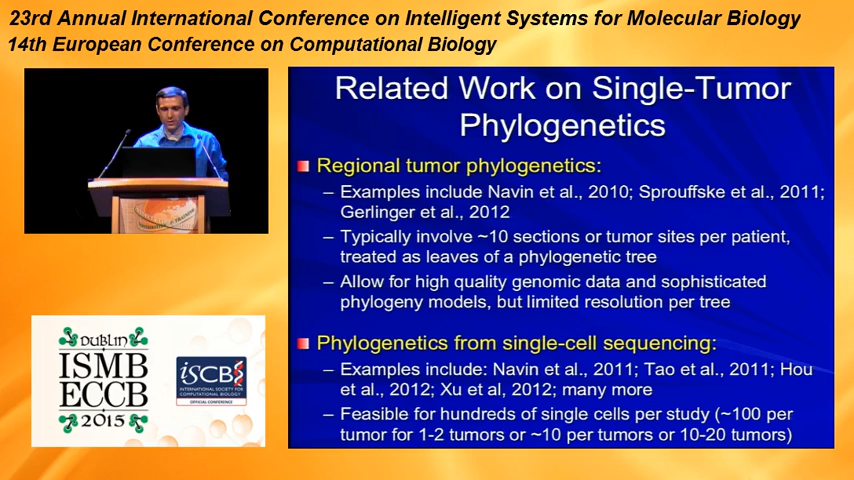 23rd Annual International Conference on Intelligent Systems for Molecular Biology
14th European Conference on Computational Biology
Related Work on Single-Tumor
Phylogenetics
Regional tumor phylogenetics:
– Examples include Navin et al., 2010; Sprouffske et al., 2011;
Gerlinger et al., 2012
– Typically involve ~10 sections or tumor sites per patient,
treated as leaves of a phylogenetic tree
– Allow for high quality genomic data and sophisticated
phylogeny models, but limited resolution per tree
Phylogenetics from single-cell sequencing:
– Examples include: Navin et al., 2011; Tao et al., 2011; Hou
et al., 2012; Xu et al, 2012; many more
– Feasible for hundreds of single cells per study (~100 per
tumor for 1-2 tumors or ~10 per tumors or 10-20 tumors)
DUBLIN
ISMB
ECCB
2015
ISCB
INTERNATIONAL SOCIETY FOR
COMPUTATIONAL BIOLOGY
OFFICIAL CONFERENCE